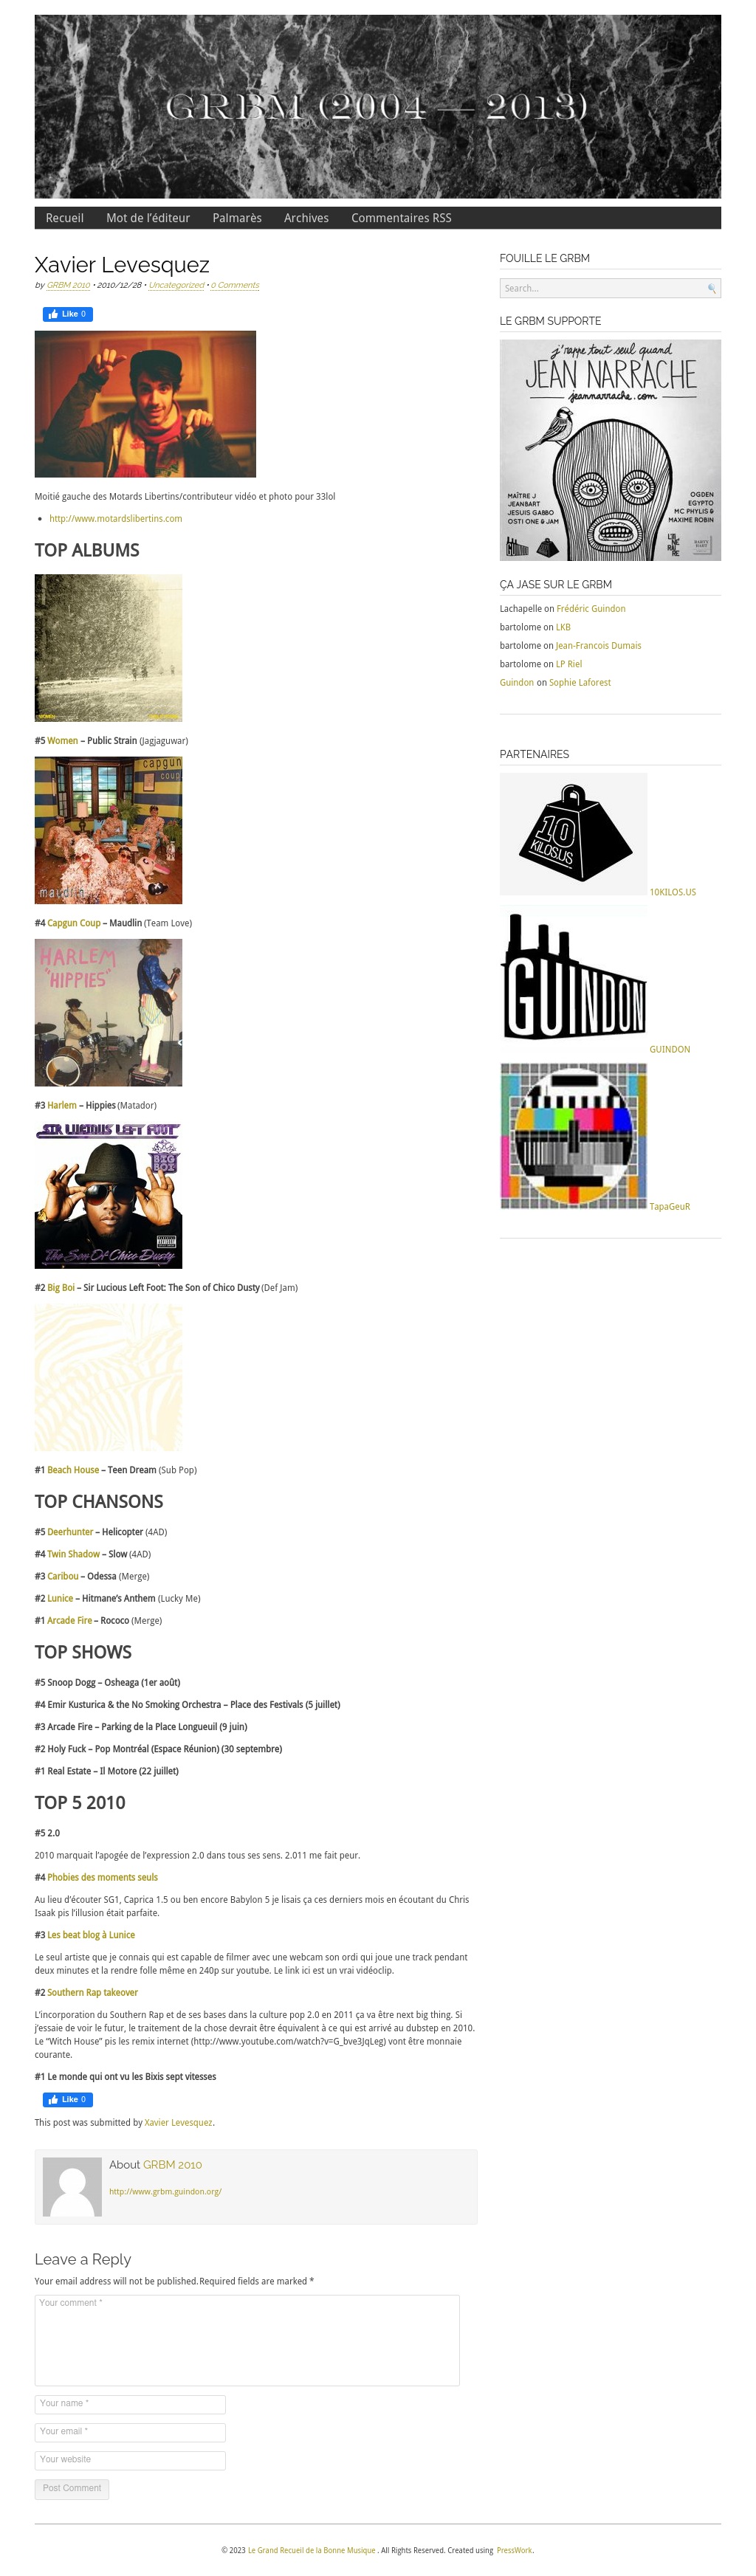 GRBM (2004 — 2013)
Recueil Mot de l'éditeur Palmarès Archives Commentaires RSS
Xavier Levesquez
by GRBM 2010 • 2010/12/28 • Uncategorized • 0 Comments
Like 0
Moitié gauche des Motards Libertins/contributeur vidéo et photo pour 33lol
http://www.motardslibertins.com
TOP ALBUMS
#5 Women – Public Strain (Jagjaguwar)
capgun
coup
maudlin
#4 Capgun Coup – Maudlin (Team Love)
HARLEM
"HIPPIES"
#3 Harlem – Hippies (Matador)
SIR LUCIOUS LEFT FOOT
BIG BOI
The Son Of Chico Dusty
#2 Big Boi – Sir Lucious Left Foot: The Son of Chico Dusty (Def Jam)
#1 Beach House – Teen Dream (Sub Pop)
TOP CHANSONS
#5 Deerhunter – Helicopter (4AD)
#4 Twin Shadow – Slow (4AD)
#3 Caribou – Odessa (Merge)
#2 Lunice – Hitmane's Anthem (Lucky Me)
#1 Arcade Fire – Rococo (Merge)
TOP SHOWS
#5 Snoop Dogg – Osheaga (1er août)
#4 Emir Kusturica & the No Smoking Orchestra – Place des Festivals (5 juillet)
#3 Arcade Fire – Parking de la Place Longueuil (9 juin)
#2 Holy Fuck – Pop Montréal (Espace Réunion) (30 septembre)
#1 Real Estate – Il Motore (22 juillet)
TOP 5 2010
#5 2.0
2010 marquait l'apogée de l'expression 2.0 dans tous ses sens. 2.011 me fait peur.
#4 Phobies des moments seuls
Au lieu d'écouter SG1, Caprica 1.5 ou ben encore Babylon 5 je lisais ça ces derniers mois en écoutant du Chris
Isaak pis l'illusion était parfaite.
#3 Les beat blog à Lunice
Le seul artiste que je connais qui est capable de filmer avec une webcam son ordi qui joue une track pendant
deux minutes et la rendre folle même en 240p sur youtube. Le link ici est un vrai vidéoclip.
#2 Southern Rap takeover
L'incorporation du Southern Rap et de ses bases dans la culture pop 2.0 en 2011 ça va être next big thing. Si
j'essaie de voir le futur, le traitement de la chose devrait être équivalent à ce qui est arrivé au dubstep en 2010.
Le "Witch House" pis les remix internet (http://www.youtube.com/watch?v=G_bve3JqLeg) vont être monnaie
courante.
#1 Le monde qui ont vu les Bixis sept vitesses
Like 0
This post was submitted by Xavier Levesquez.
About GRBM 2010
http://www.grbm.guindon.org/
Leave a Reply
Your email address will not be published.Required fields are marked *
Your comment *
Your name *
Your email *
Your website
Post Comment
FOUILLE LE GRBM
Search...
LE GRBM SUPPORTE
j'rappe tout seul quand
JEAN NARRACHE
jeannarrache.com
MAÎTRE J
JEANBART
JESUIS GABBO
OSTI ONE & JAM
OGDEN
EGYPTO
MC PHYLIS &
MAXIME ROBIN
GUINDON
ÇA JASE SUR LE GRBM
Lachapelle on Frédéric Guindon
bartolome on LKB
bartolome on Jean-Francois Dumais
bartolome on LP Riel
Guindon on Sophie Laforest
PARTENAIRES
10
KILOS.US
10KILOS.US
GUINDON
GUINDON
TapaGeuR
© 2023 Le Grand Recueil de la Bonne Musique . All Rights Reserved. Created using PressWork.